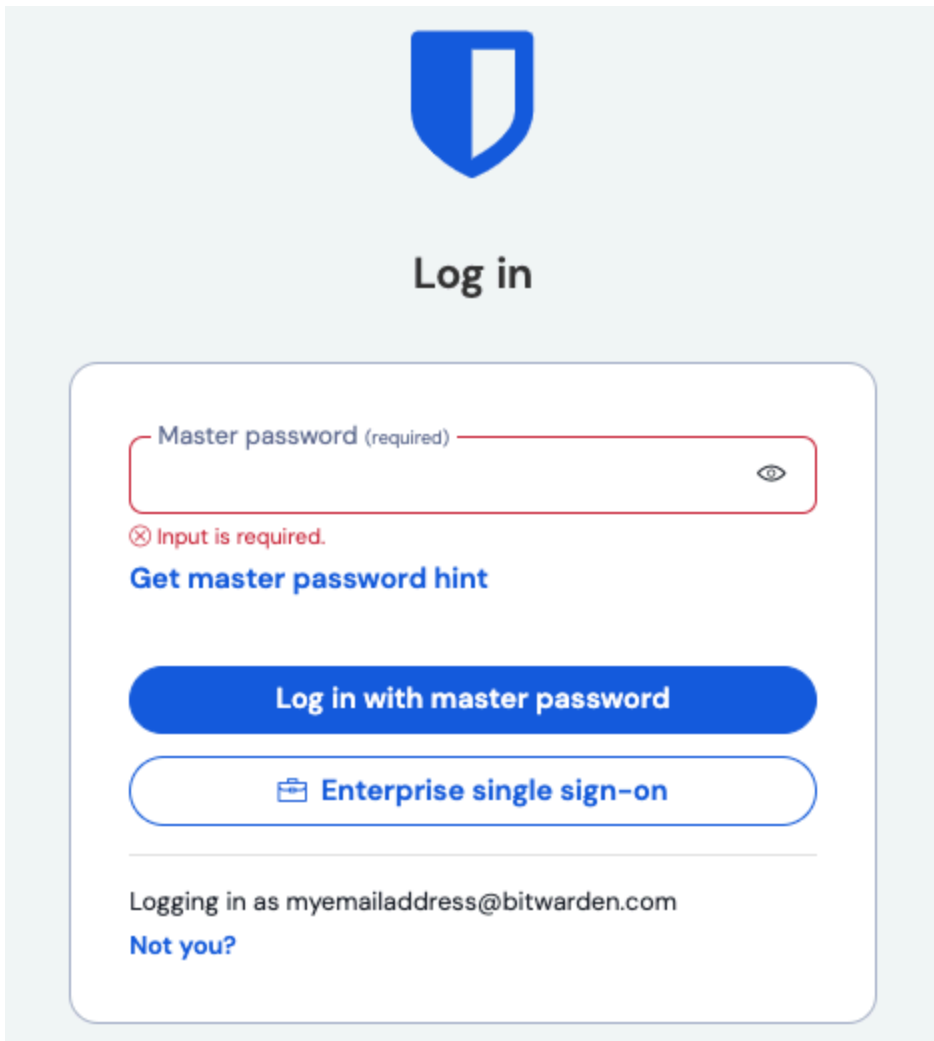 Log in
Master password (required)
Input is required.
Get master password hint
Log in with master password
Enterprise single sign-on
Logging in as myemailaddress@bitwarden.com
Not you?